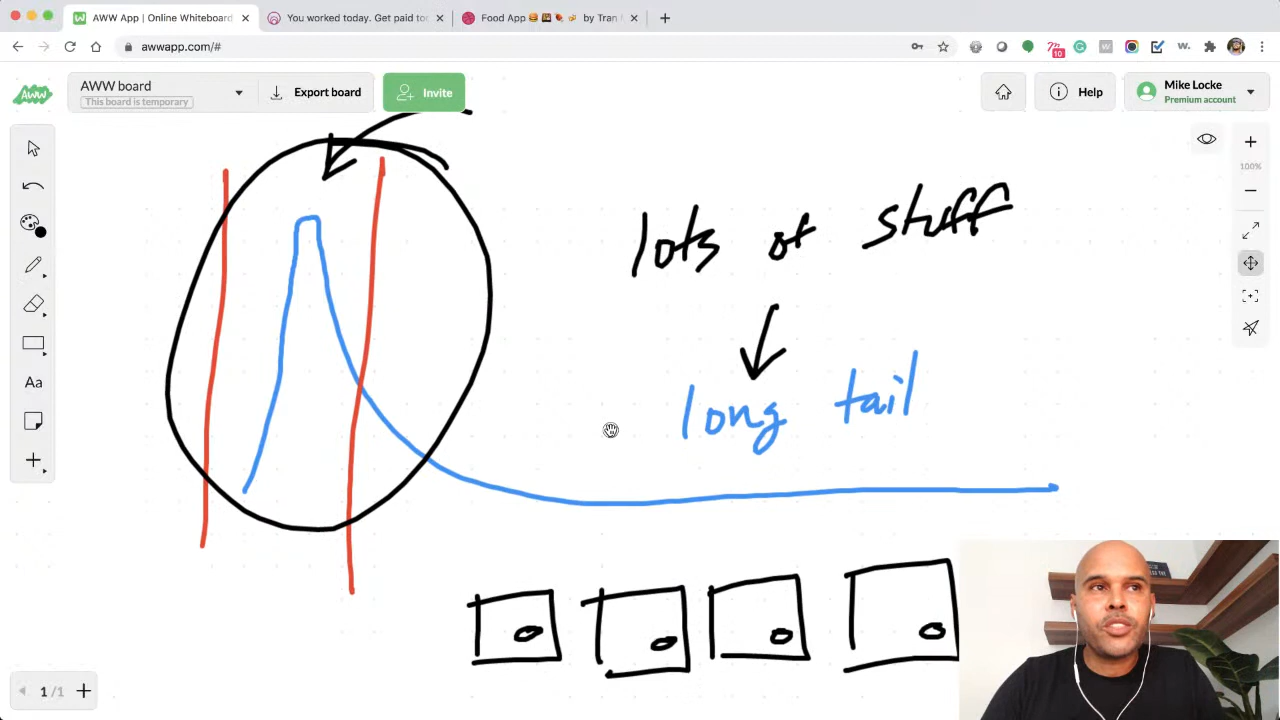 AWW App | Online Whiteboard
You worked today. Get paid to
Food App by Tran
awwapp.com/#
10
AWW
AWW board
This board is temporary
Export board
Invite
Help
Mike Locke
Premium account
100%
Aa
lots of stuff
long tail
1 /1